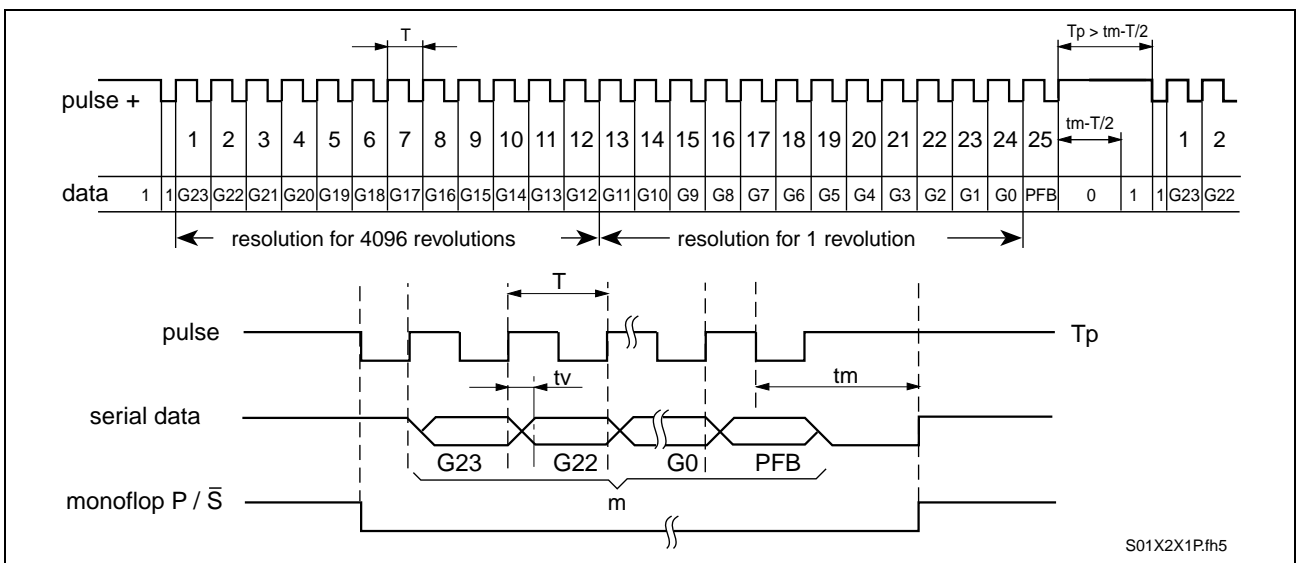 T
Tp > tm-T/2
pulse +
tm-T/2
1 2 3 4 5 6 7 8 9 10 11 12 13 14 15 16 17 18 19 20 21 22 23 24 25 1 2
data 1 1 G23 G22 G21 G20 G19 G18 G17 G16 G15 G14 G13 G12 G11 G10 G9 G8 G7 G6 G5 G4 G3 G2 G1 G0 PFB 0 1 1 G23 G22
resolution for 4096 revolutions resolution for 1 revolution
T
pulse Tp
tv tm
serial data
G23 G22 G0 PFB
m
monoflop P / S̅
S01X2X1P.fh5